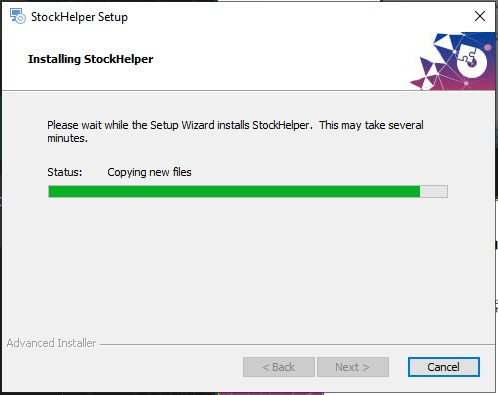 StockHelper Setup
Installing StockHelper
Please wait while the Setup Wizard installs StockHelper. This may take several
minutes.
Status: Copying new files
Advanced Installer
< Back Next > Cancel